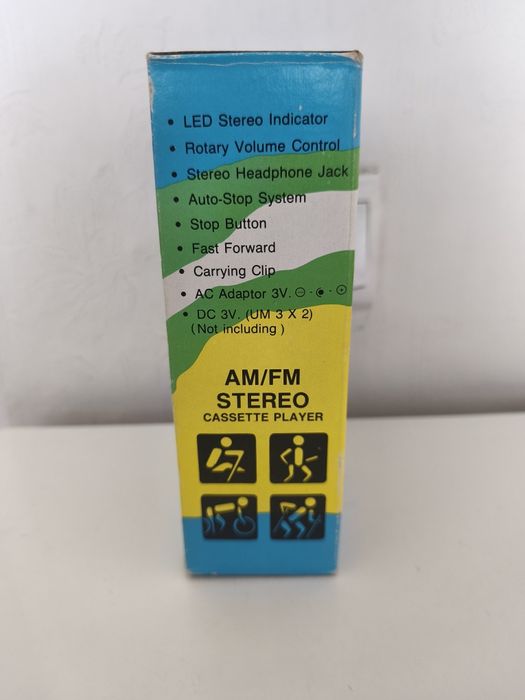 • LED Stereo Indicator
• Rotary Volume Control
• Stereo Headphone Jack
• Auto-Stop System
• Stop Button
• Fast Forward
• Carrying Clip
• AC Adaptor 3V. ⊖-◉-⊕
• DC 3V. (UM 3 X 2)
(Not including)
AM/FM
STEREO
CASSETTE PLAYER